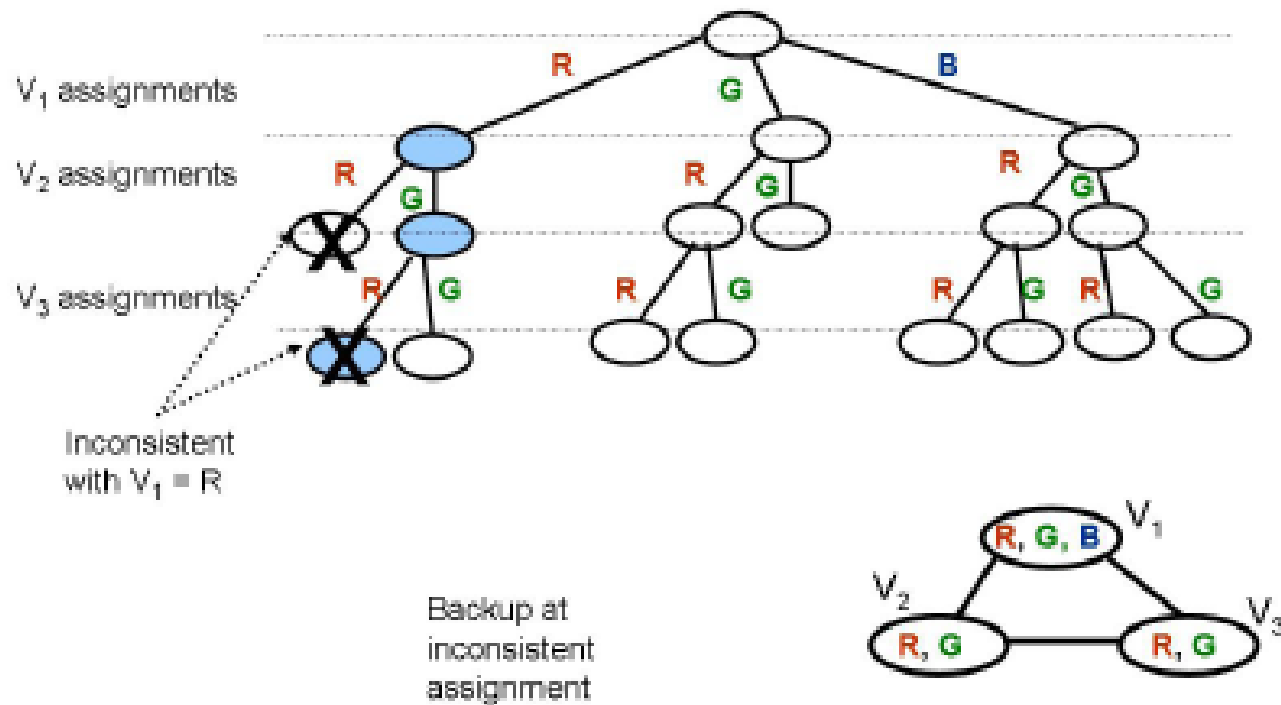 R
G
B
V₁ assignments
V₂ assignments
R
G
R
G
R
G
V₃ assignments
R
G
R
G
R
G
R
G
Inconsistent
with V₁ = R
Backup at
inconsistent
assignment
R, G, B
V₁
V₂
V₃
R, G
R, G